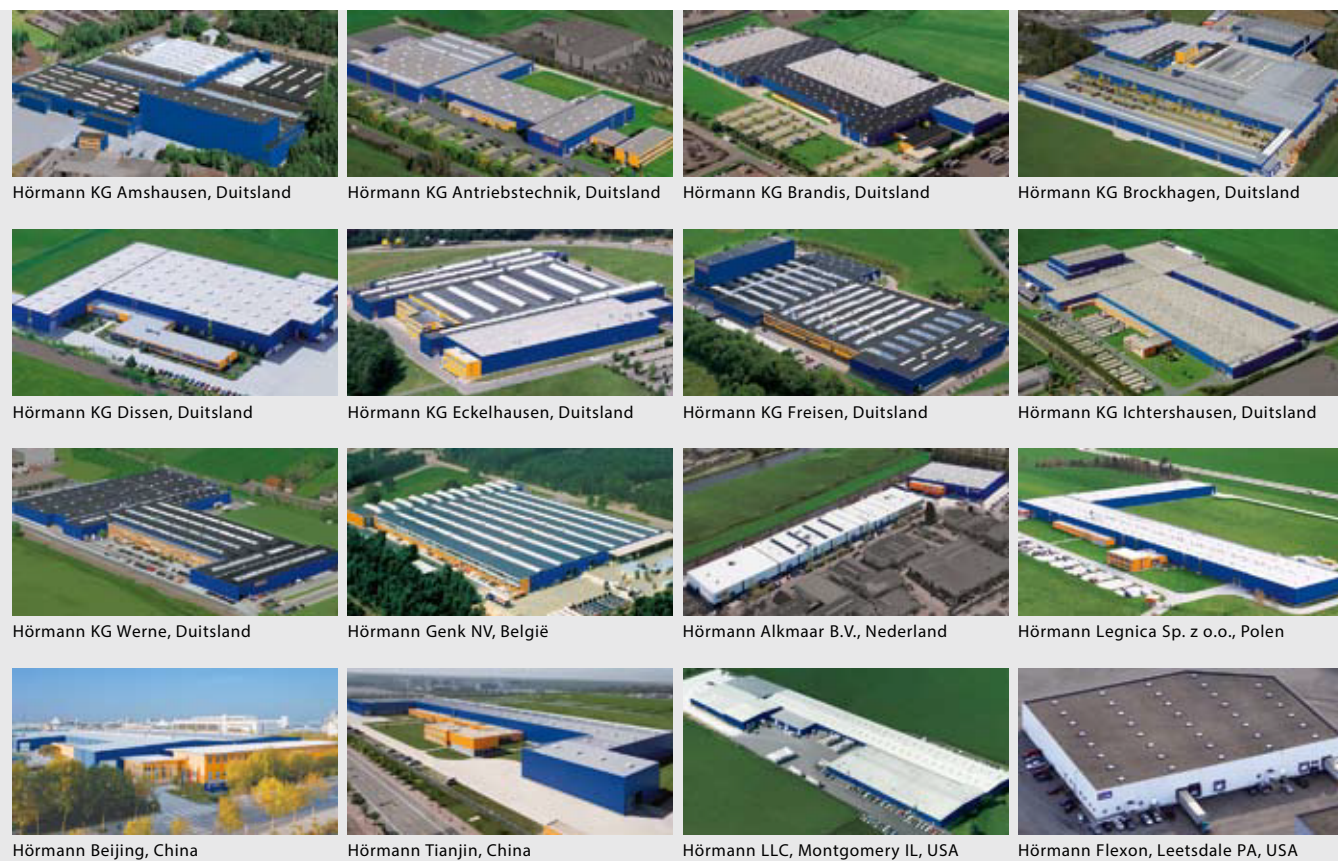 Hörmann KG Amshausen, Duitsland
Hörmann KG Antriebstechnik, Duitsland
Hörmann KG Brandis, Duitsland
Hörmann KG Brockhagen, Duitsland
Hörmann KG Dissen, Duitsland
Hörmann KG Eckelhausen, Duitsland
Hörmann KG Freisen, Duitsland
Hörmann KG Ichtershausen, Duitsland
Hörmann KG Werne, Duitsland
Hörmann Genk NV, België
Hörmann Alkmaar B.V., Nederland
Hörmann Legnica Sp. z o.o., Polen
Hörmann Beijing, China
Hörmann Tianjin, China
Hörmann LLC, Montgomery IL, USA
Hörmann Flexon, Leetsdale PA, USA